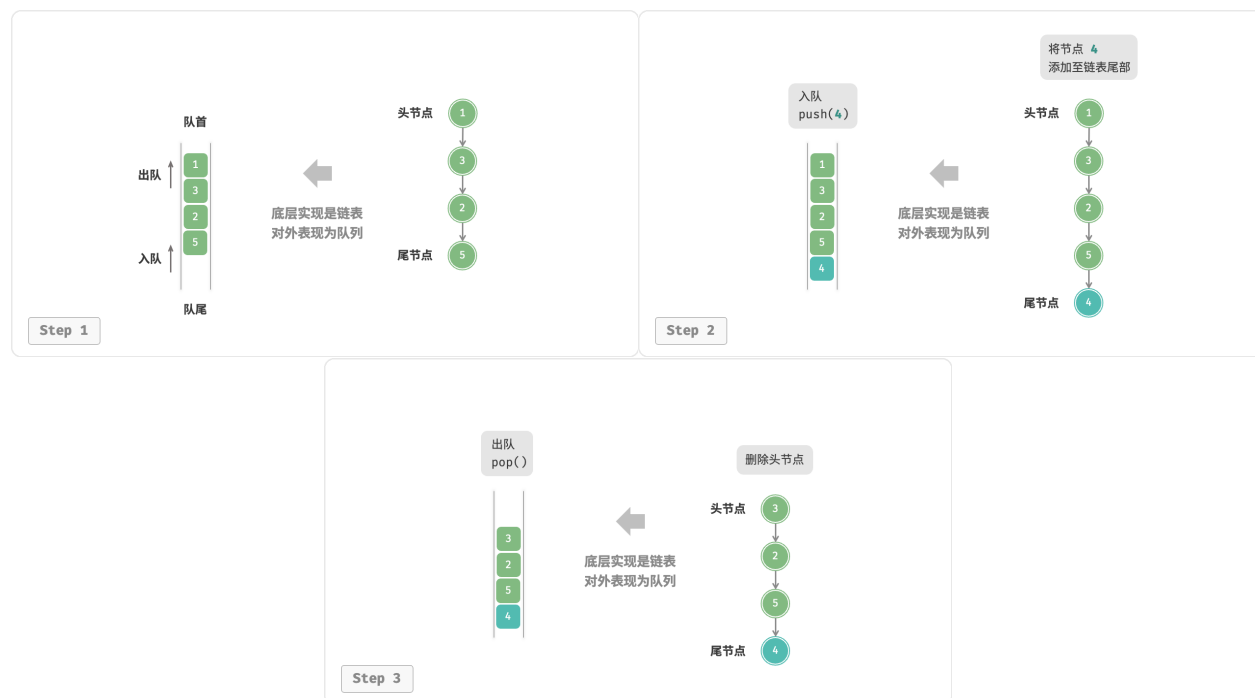 队首
出队
入队
队尾
1
3
2
5
底层实现是链表
对外表现为队列
头节点
尾节点
1
3
2
5
Step 1
入队
push(4)
1
3
2
5
4
底层实现是链表
对外表现为队列
将节点 4
添加至链表尾部
头节点
尾节点
1
3
2
5
4
Step 2
出队
pop()
3
2
5
4
底层实现是链表
对外表现为队列
删除头节点
头节点
尾节点
3
2
5
4
Step 3